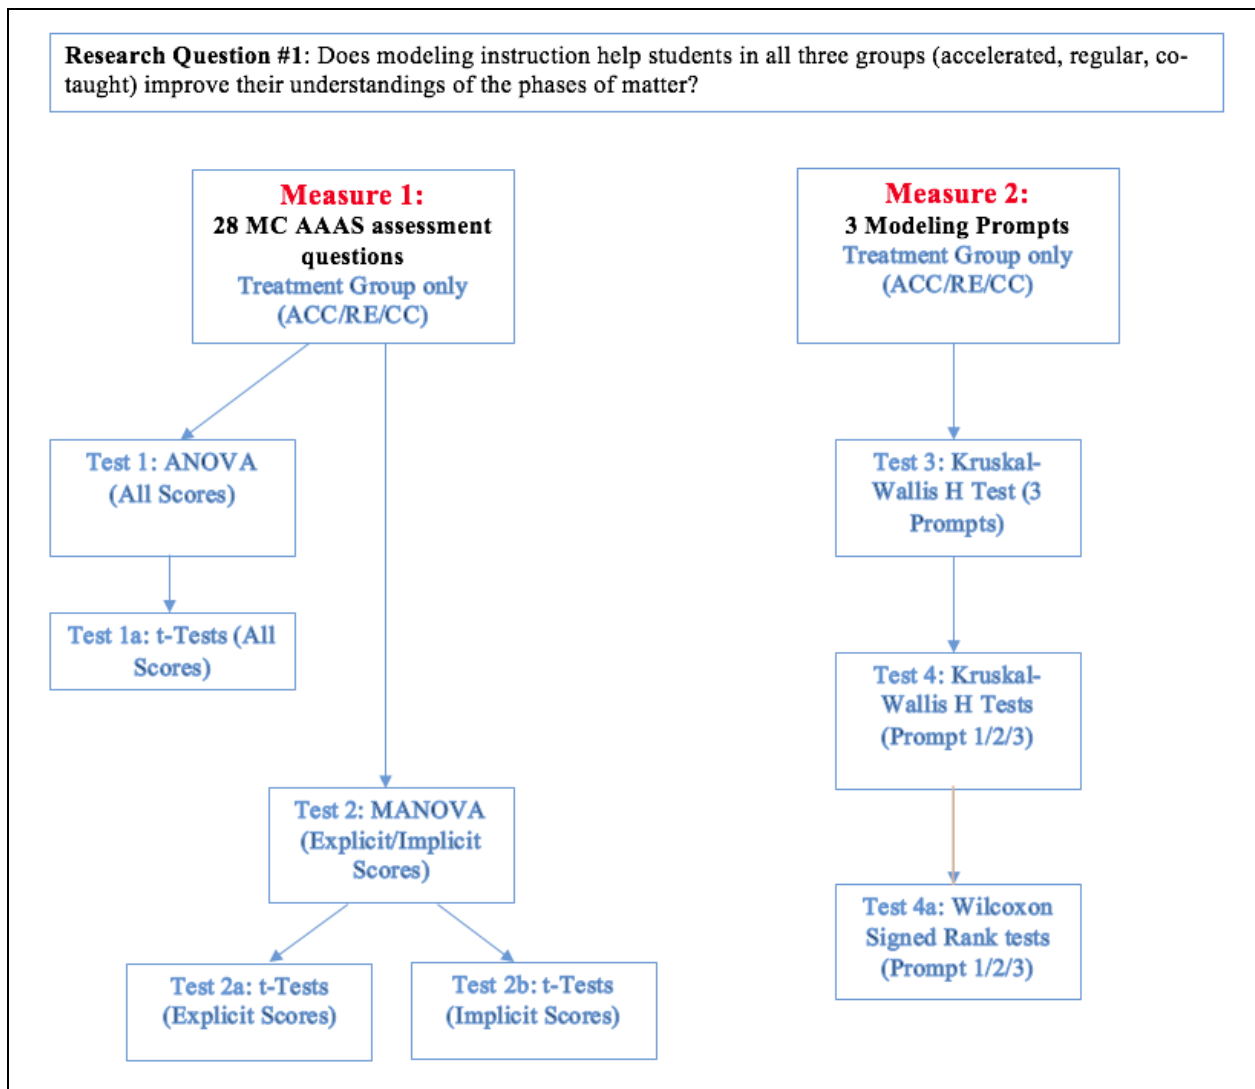 Research Question #1: Does modeling instruction help students in all three groups (accelerated, regular, co-
taught) improve their understandings of the phases of matter?
Measure 1:
28 MC AAAS assessment
questions
Treatment Group only
(ACC/RE/CC)
Measure 2:
3 Modeling Prompts
Treatment Group only
(ACC/RE/CC)
Test 1: ANOVA
(All Scores)
Test 3: Kruskal-
Wallis H Test (3
Prompts)
Test 1a: t-Tests (All
Scores)
Test 4: Kruskal-
Wallis H Tests
(Prompt 1/2/3)
Test 2: MANOVA
(Explicit/Implicit
Scores)
Test 4a: Wilcoxon
Signed Rank tests
(Prompt 1/2/3)
Test 2a: t-Tests
(Explicit Scores)
Test 2b: t-Tests
(Implicit Scores)